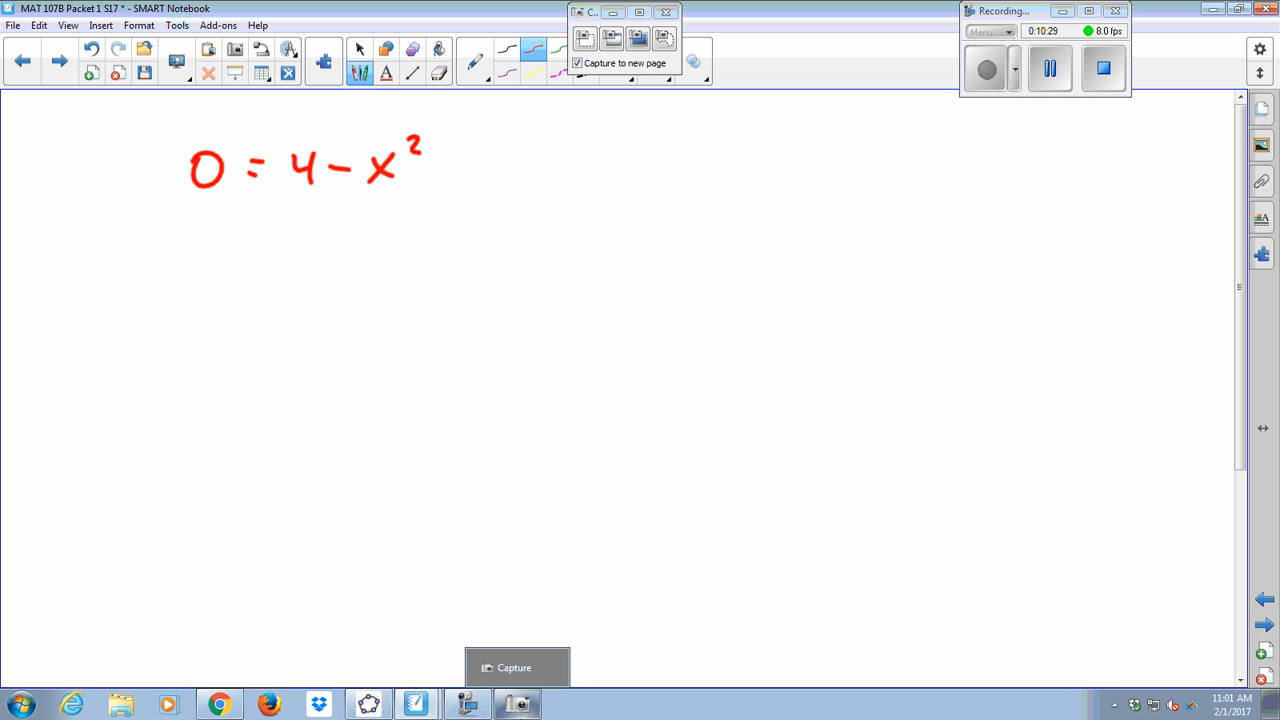 MAT 107B Packet 1 S17 * - SMART Notebook
File Edit View Insert Format Tools Add-ons Help
C..
Capture to new page
Recording...
Menu 0:10:29 8.0 fps
0 = 4 - x²
Capture
11:01 AM
2/1/2017